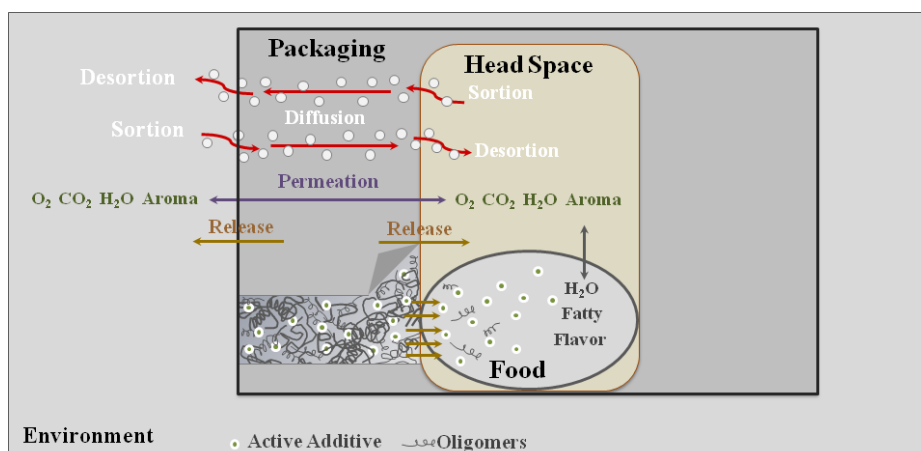 Packaging
Head Space
Desortion
Sortion
Diffusion
Sortion
Desortion
Permeation
O₂ CO₂ H₂O Aroma
O₂ CO₂ H₂O Aroma
Release
Release
H₂O
Fatty
Flavor
Food
Environment
Active Additive
Oligomers